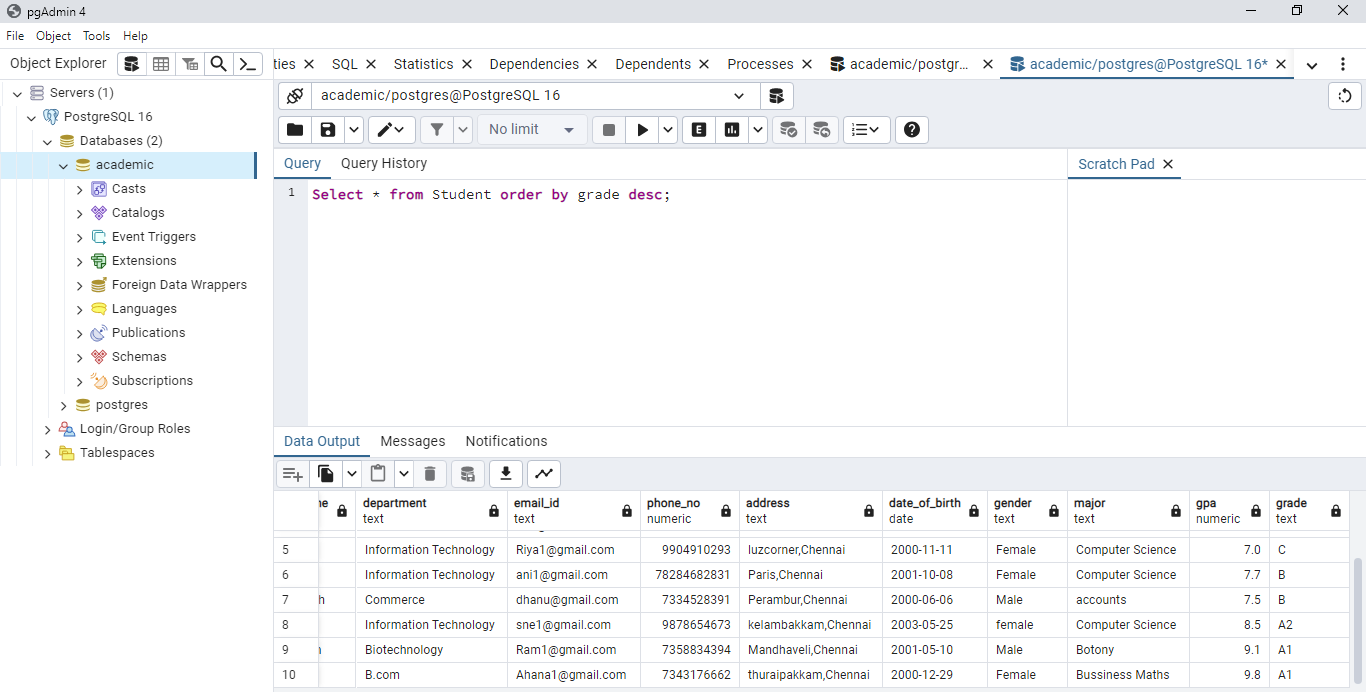 pgAdmin 4
File Object Tools Help
Object Explorer
ties SQL Statistics Dependencies Dependents Processes academic/postgr... academic/postgres@PostgreSQL 16*
Servers (1)
PostgreSQL 16
Databases (2)
academic
Casts
Catalogs
Event Triggers
Extensions
Foreign Data Wrappers
Languages
Publications
Schemas
Subscriptions
postgres
Login/Group Roles
Tablespaces
academic/postgres@PostgreSQL 16
No limit
E
Query Query History
Scratch Pad
1 Select * from Student order by grade desc;
Data Output Messages Notifications
ne department email_id phone_no address date_of_birth gender major gpa grade
text text numeric text date text text numeric text
5 Information Technology Riya1@gmail.com 9904910293 luzcorner,Chennai 2000-11-11 Female Computer Science 7.0 C
6 Information Technology ani1@gmail.com 78284682831 Paris,Chennai 2001-10-08 Female Computer Science 7.7 B
7 h Commerce dhanu@gmail.com 7334528391 Perambur,Chennai 2000-06-06 Male accounts 7.5 B
8 Information Technology sne1@gmail.com 9878654673 kelambakkam,Chennai 2003-05-25 female Computer Science 8.5 A2
9 Biotechnology Ram1@gmail.com 7358834394 Mandhaveli,Chennai 2001-05-10 Male Botony 9.1 A1
10 B.com Ahana1@gmail.com 7343176662 thuraipakkam,Chennai 2000-12-29 Female Bussiness Maths 9.8 A1